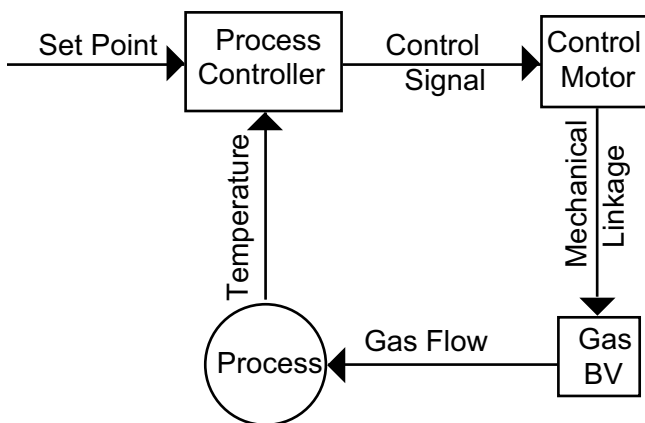 Set Point
Process
Controller
Control
Signal
Control
Motor
Temperature
Mechanical
Linkage
Process
Gas Flow
Gas
BV